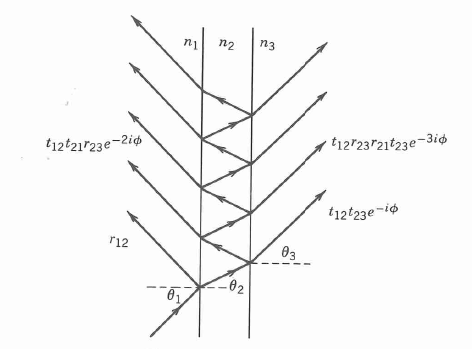 n₁ n₂ n₃
t₁₂t₂₁r₂₃e⁻²ⁱᵠ
t₁₂r₂₃r₂₁t₂₃e⁻³ⁱᵠ
t₁₂t₂₃e⁻ⁱᵠ
r₁₂
θ₃
θ₁ θ₂